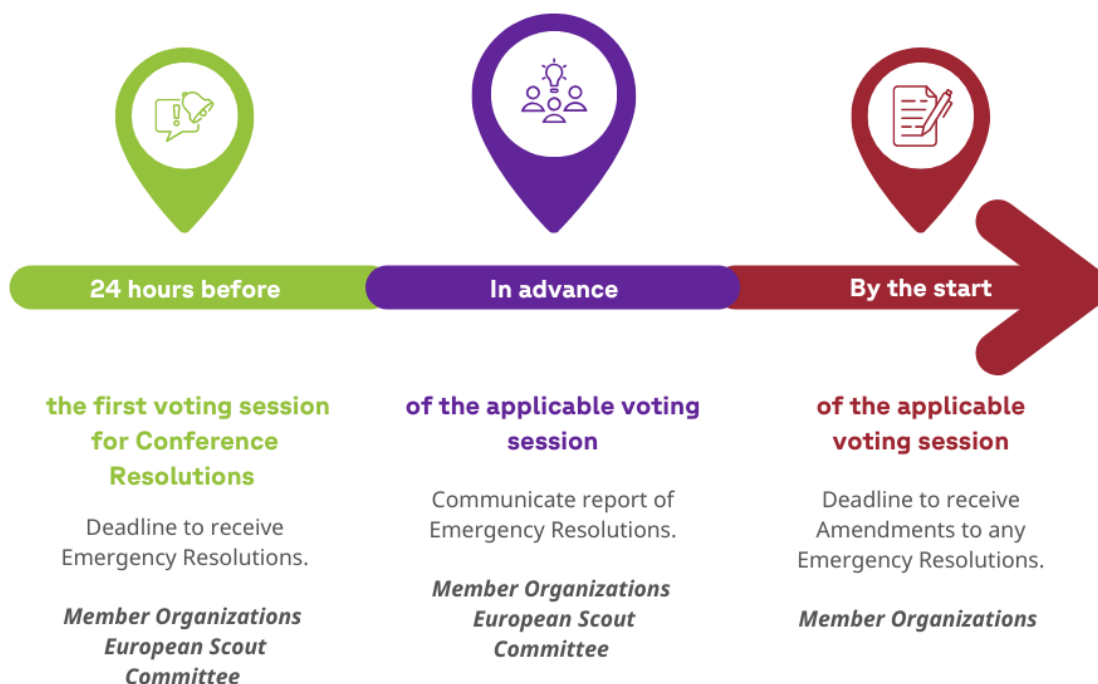 24 hours before
the first voting session
for Conference
Resolutions
Deadline to receive
Emergency Resolutions.
Member Organizations
European Scout
Committee
In advance
of the applicable voting
session
Communicate report of
Emergency Resolutions.
Member Organizations
European Scout
Committee
By the start
of the applicable
voting session
Deadline to receive
Amendments to any
Emergency Resolutions.
Member Organizations